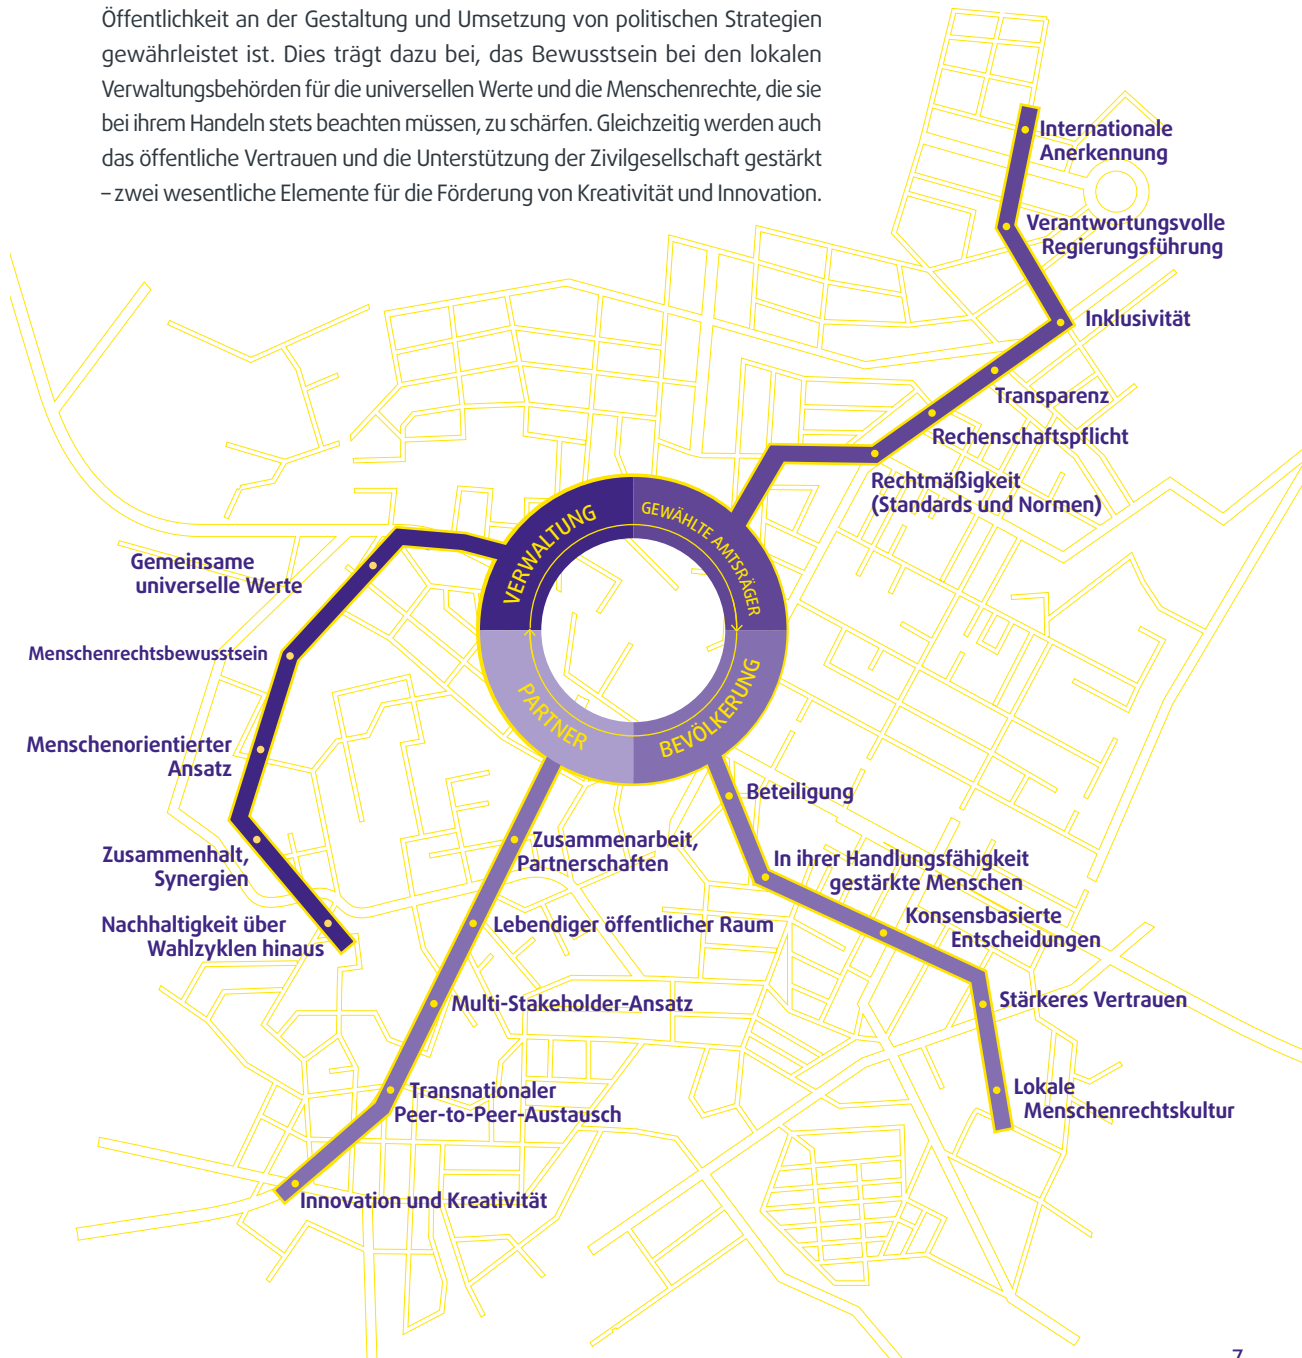 Öffentlichkeit an der Gestaltung und Umsetzung von politischen Strategien
gewährleistet ist. Dies trägt dazu bei, das Bewusstsein bei den lokalen
Verwaltungsbehörden für die universellen Werte und die Menschenrechte, die sie
bei ihrem Handeln stets beachten müssen, zu schärfen. Gleichzeitig werden auch
das öffentliche Vertrauen und die Unterstützung der Zivilgesellschaft gestärkt
– zwei wesentliche Elemente für die Förderung von Kreativität und Innovation.
Internationale
Anerkennung
Verantwortungsvolle
Regierungsführung
Inklusivität
Transparenz
Rechenschaftspflicht
Rechtmäßigkeit
(Standards und Normen)
VERWALTUNG
GEWÄHLTE AMTSRÄGER
BEVÖLKERUNG
PARTNER
Gemeinsame
universelle Werte
Menschenrechtsbewusstsein
Menschenorientierter
Ansatz
Zusammenhalt,
Synergien
Nachhaltigkeit über
Wahlzyklen hinaus
Zusammenarbeit,
Partnerschaften
Lebendiger öffentlicher Raum
Multi-Stakeholder-Ansatz
Transnationaler
Peer-to-Peer-Austausch
Innovation und Kreativität
Beteiligung
In ihrer Handlungsfähigkeit
gestärkte Menschen
Konsensbasierte
Entscheidungen
Stärkeres Vertrauen
Lokale
Menschenrechtskultur
7